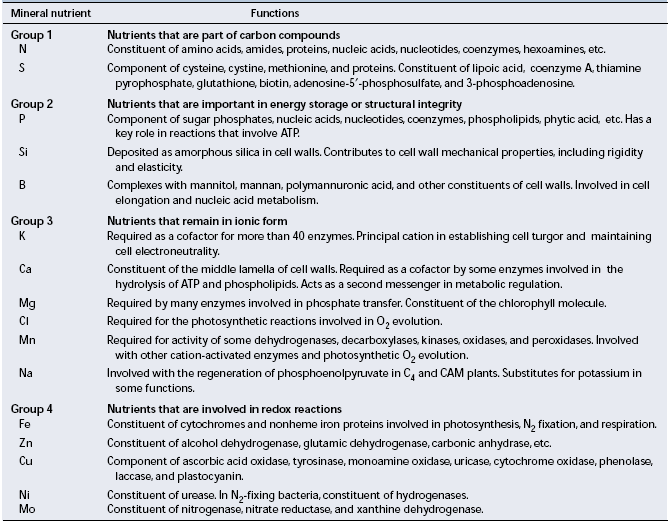 Mineral nutrient Functions
Group 1 Nutrients that are part of carbon compounds
N Constituent of amino acids, amides, proteins, nucleic acids, nucleotides, coenzymes, hexoamines, etc.
S Component of cysteine, cystine, methionine, and proteins. Constituent of lipoic acid, coenzyme A, thiamine
pyrophosphate, glutathione, biotin, adenosine-5′-phosphosulfate, and 3-phosphoadenosine.
Group 2 Nutrients that are important in energy storage or structural integrity
P Component of sugar phosphates, nucleic acids, nucleotides, coenzymes, phospholipids, phytic acid, etc. Has a
key role in reactions that involve ATP.
Si Deposited as amorphous silica in cell walls. Contributes to cell wall mechanical properties, including rigidity
and elasticity.
B Complexes with mannitol, mannan, polymannuronic acid, and other constituents of cell walls. Involved in cell
elongation and nucleic acid metabolism.
Group 3 Nutrients that remain in ionic form
K Required as a cofactor for more than 40 enzymes. Principal cation in establishing cell turgor and maintaining
cell electroneutrality.
Ca Constituent of the middle lamella of cell walls. Required as a cofactor by some enzymes involved in the
hydrolysis of ATP and phospholipids. Acts as a second messenger in metabolic regulation.
Mg Required by many enzymes involved in phosphate transfer. Constituent of the chlorophyll molecule.
Cl Required for the photosynthetic reactions involved in O2 evolution.
Mn Required for activity of some dehydrogenases, decarboxylases, kinases, oxidases, and peroxidases. Involved
with other cation-activated enzymes and photosynthetic O2 evolution.
Na Involved with the regeneration of phosphoenolpyruvate in C4 and CAM plants. Substitutes for potassium in
some functions.
Group 4 Nutrients that are involved in redox reactions
Fe Constituent of cytochromes and nonheme iron proteins involved in photosynthesis, N2 fixation, and respiration.
Zn Constituent of alcohol dehydrogenase, glutamic dehydrogenase, carbonic anhydrase, etc.
Cu Component of ascorbic acid oxidase, tyrosinase, monoamine oxidase, uricase, cytochrome oxidase, phenolase,
laccase, and plastocyanin.
Ni Constituent of urease. In N2-fixing bacteria, constituent of hydrogenases.
Mo Constituent of nitrogenase, nitrate reductase, and xanthine dehydrogenase.